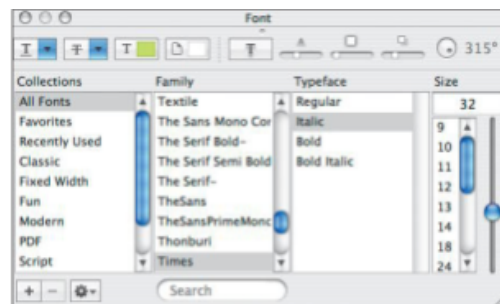 Font
T T T T 315°
Collections Family Typeface Size
All Fonts Textile Regular 32
Favorites The Sans Mono Cor Italic 9
Recently Used The Serif Bold- Bold 10
Classic The Serif Semi Bold Bold Italic 11
Fixed Width The Serif- 12
Fun TheSans 13
Modern TheSansPrimeMono 14
PDF Thonburi 18
Script Times 24
Search